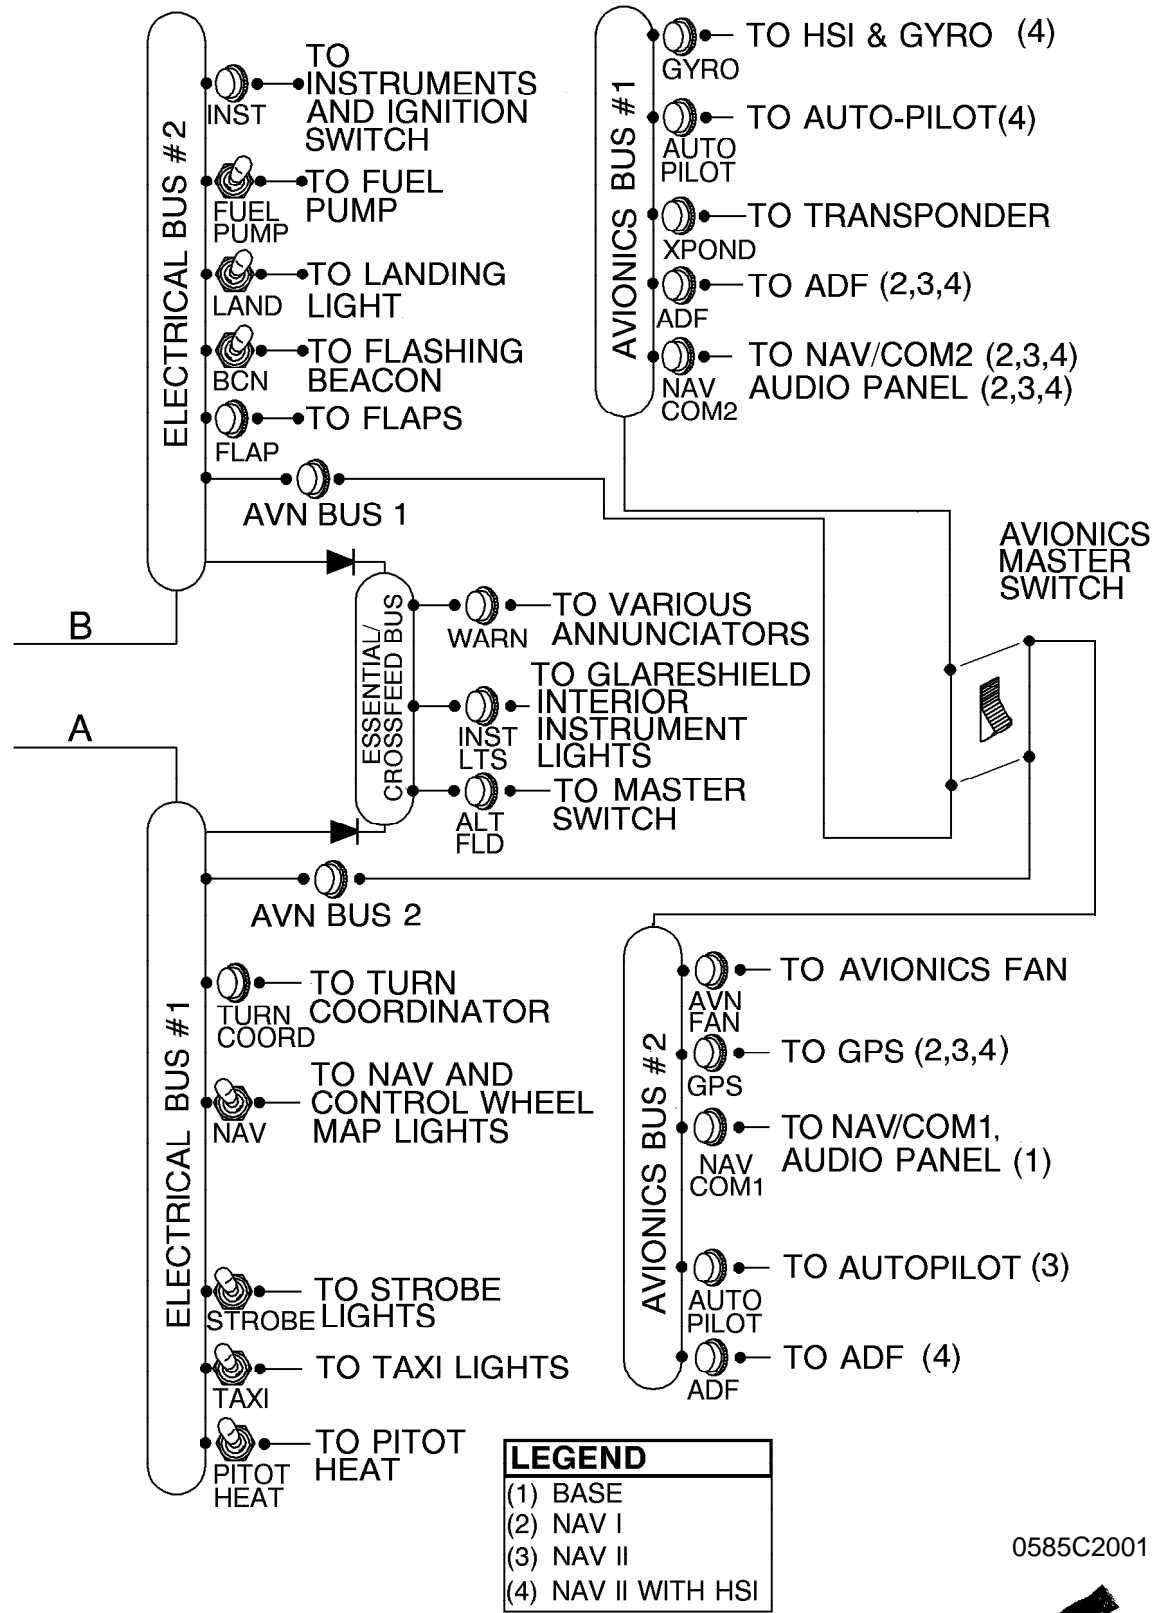 ELECTRICAL BUS #2
TO
INSTRUMENTS
AND IGNITION
SWITCH
INST
TO FUEL
PUMP
FUEL
PUMP
TO LANDING
LIGHT
LAND
TO FLASHING
BEACON
BCN
TO FLAPS
FLAP
AVN BUS 1
B
AVIONICS BUS #1
TO HSI & GYRO (4)
GYRO
TO AUTO-PILOT(4)
AUTO
PILOT
TO TRANSPONDER
XPOND
TO ADF (2,3,4)
ADF
TO NAV/COM2 (2,3,4)
AUDIO PANEL (2,3,4)
NAV
COM2
AVIONICS
MASTER
SWITCH
ESSENTIAL/
CROSSFEED BUS
TO VARIOUS
ANNUNCIATORS
WARN
TO GLARESHIELD
INTERIOR
INSTRUMENT
LIGHTS
INST
LTS
TO MASTER
SWITCH
ALT
FLD
A
ELECTRICAL BUS #1
AVN BUS 2
TO TURN
COORDINATOR
TURN
COORD
TO NAV AND
CONTROL WHEEL
MAP LIGHTS
NAV
TO STROBE
LIGHTS
STROBE
TO TAXI LIGHTS
TAXI
TO PITOT
HEAT
PITOT
HEAT
AVIONICS BUS #2
TO AVIONICS FAN
AVN
FAN
TO GPS (2,3,4)
GPS
TO NAV/COM1,
AUDIO PANEL (1)
NAV
COM1
TO AUTOPILOT (3)
AUTO
PILOT
TO ADF (4)
ADF
LEGEND
(1) BASE
(2) NAV I
(3) NAV II
(4) NAV II WITH HSI
0585C2001